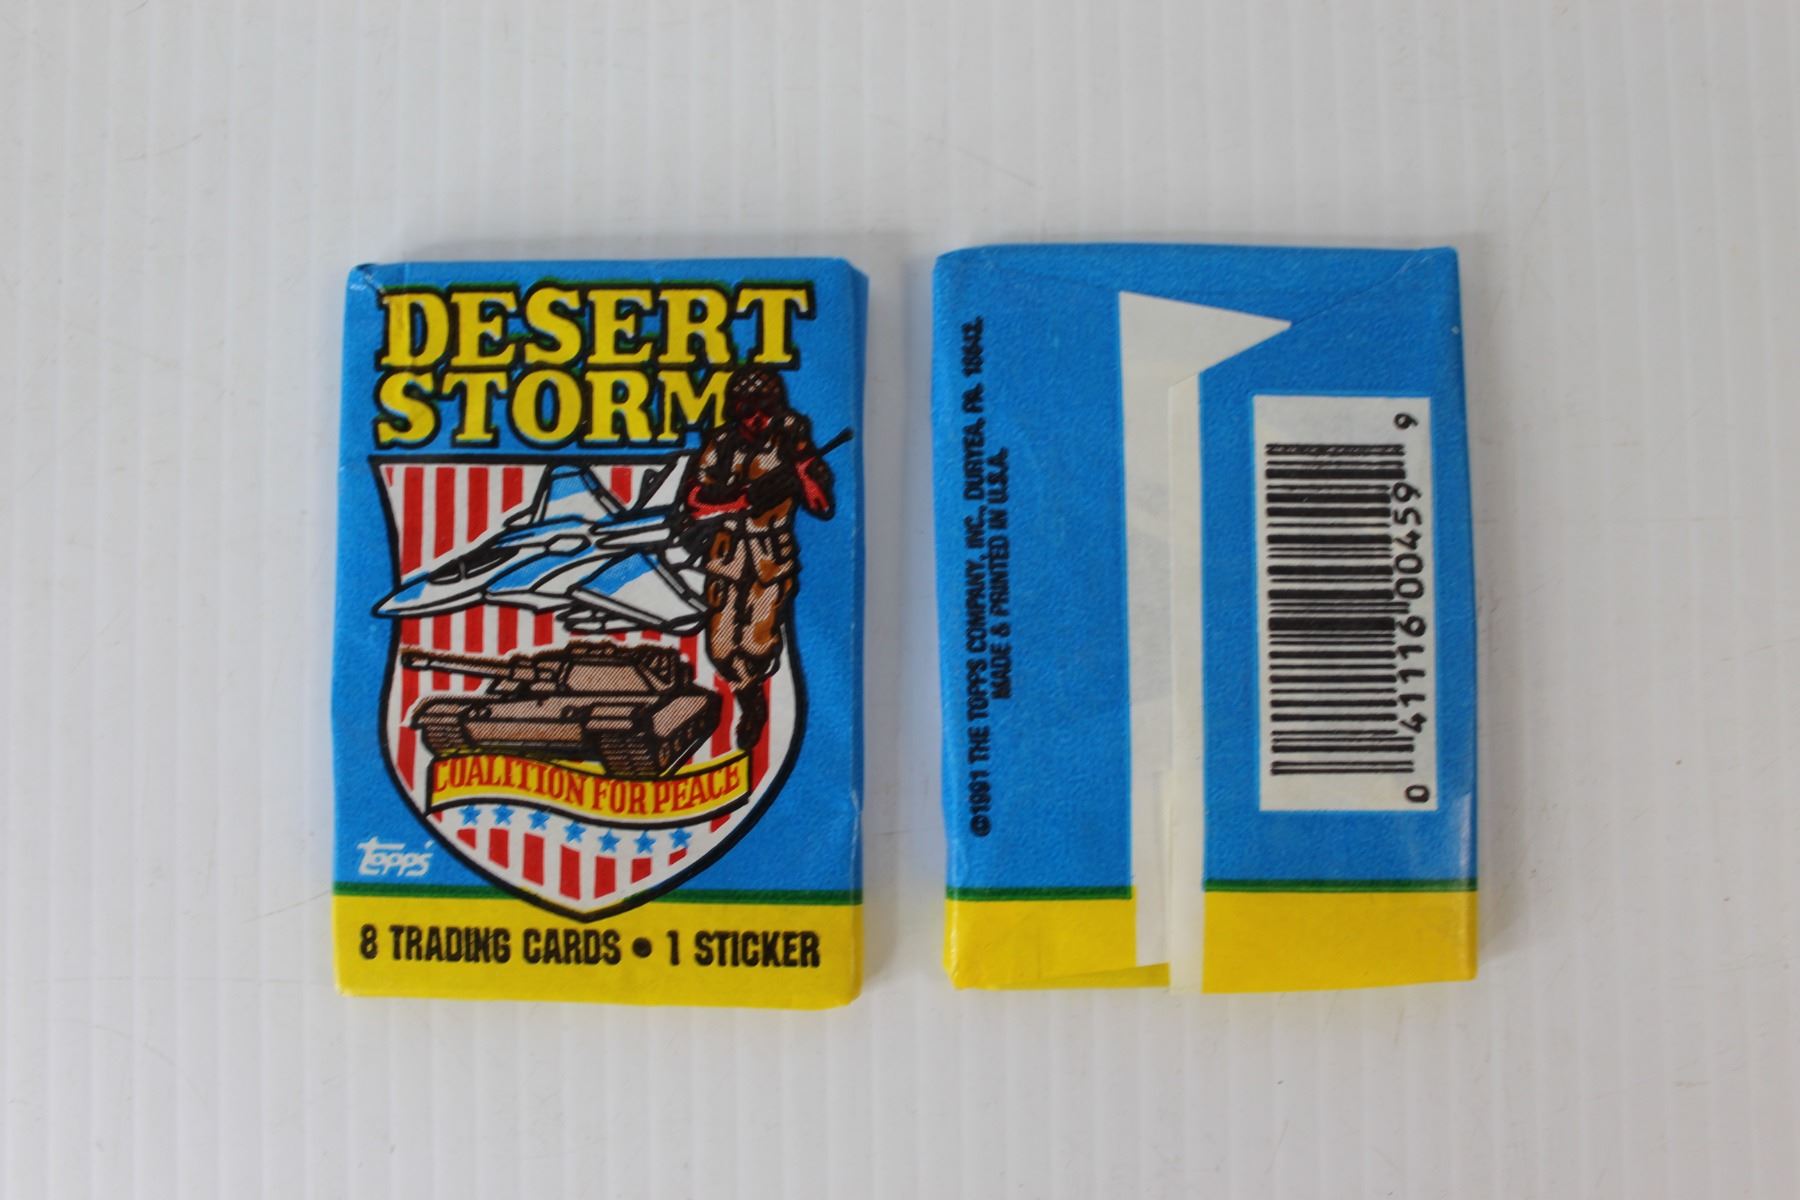 DESERT
STORM
COALITION FOR PEACE
topps
8 TRADING CARDS • 1 STICKER
©1991 THE TOPPS COMPANY, INC., DURYEA, PA. 18642.
MADE & PRINTED IN U.S.A.
0 41116 00459 9